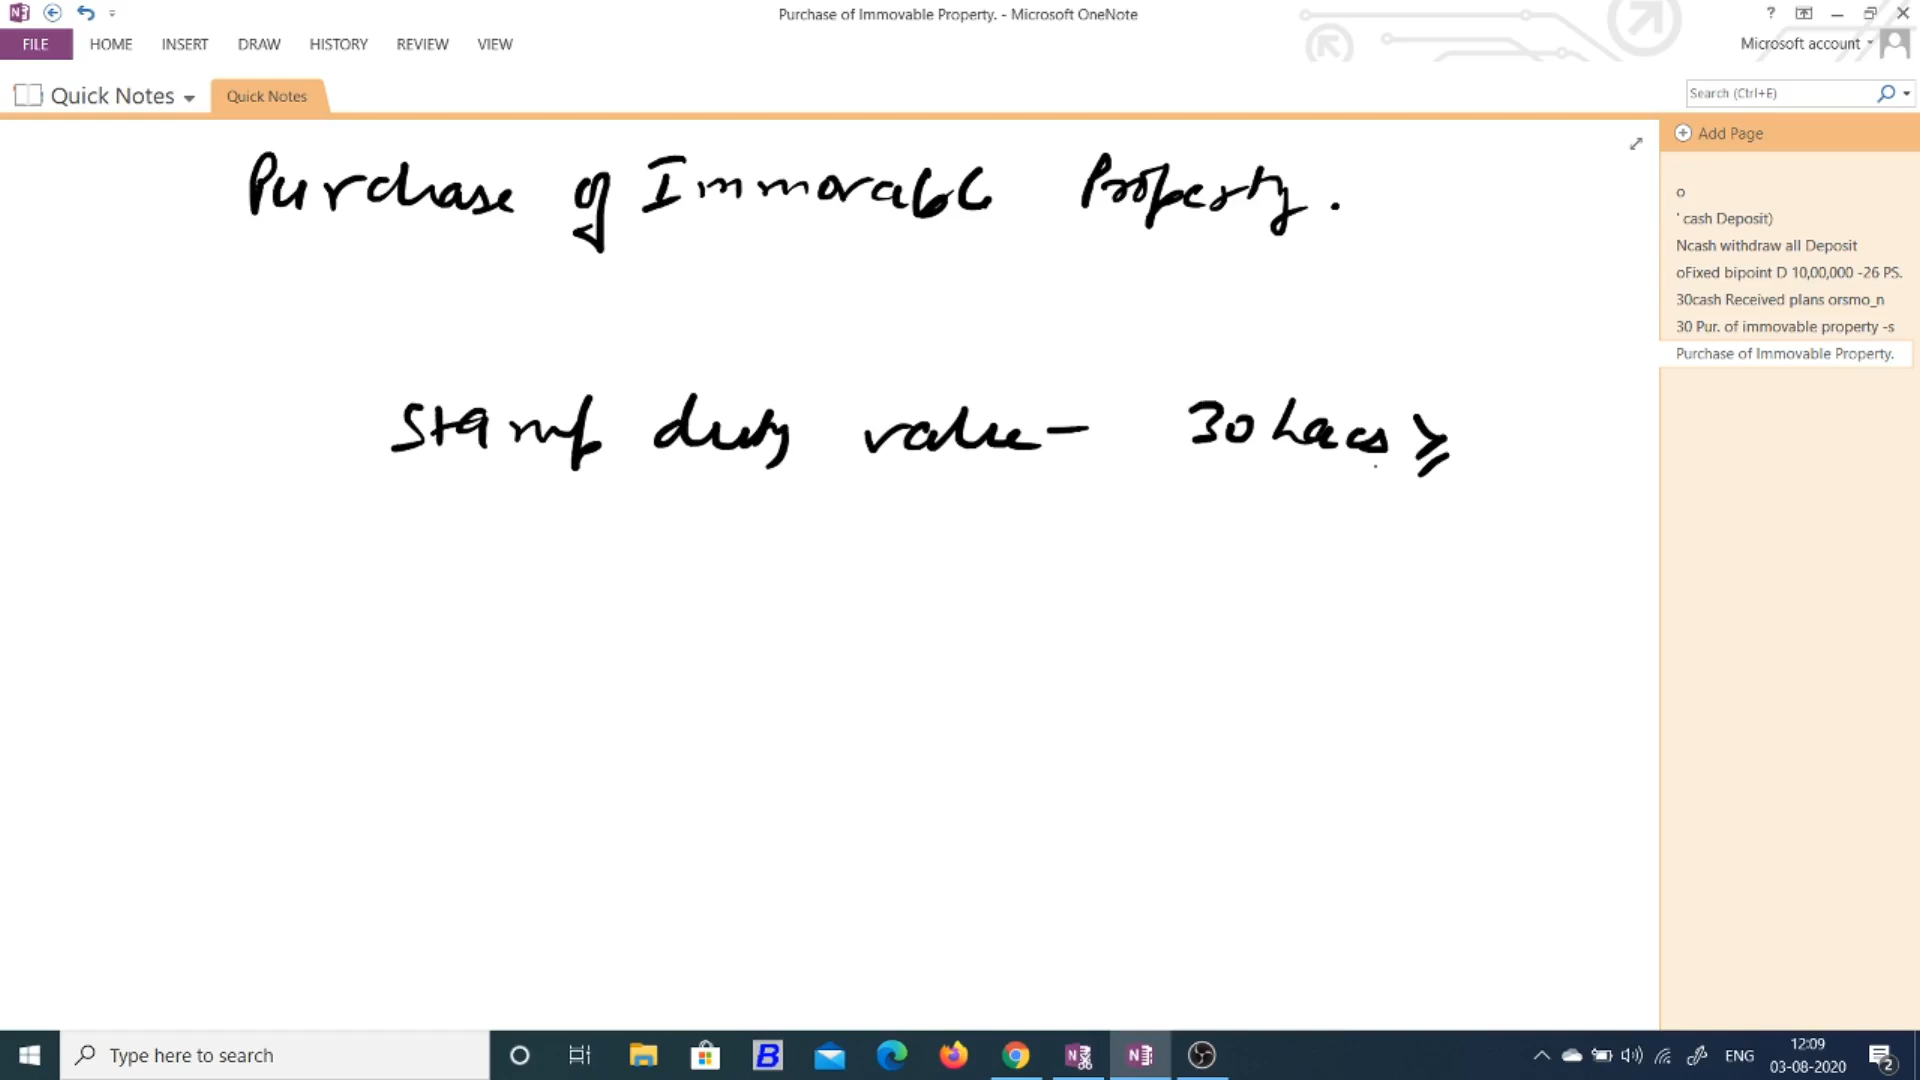 Purchase of Immovable Property. - Microsoft OneNote
?
FILE HOME INSERT DRAW HISTORY REVIEW VIEW
Microsoft account
Quick Notes Quick Notes
Search (Ctrl+E)
Purchase of Immovable Property.
Stamp duty value - 30 Lacs ≥
Add Page
o
' cash Deposit)
Ncash withdraw all Deposit
oFixed bipoint D 10,00,000 -26 PS.
30cash Received plans orsmo_n
30 Pur. of immovable property -s
Purchase of Immovable Property.
Type here to search
B
ENG
12:09
03-08-2020
2